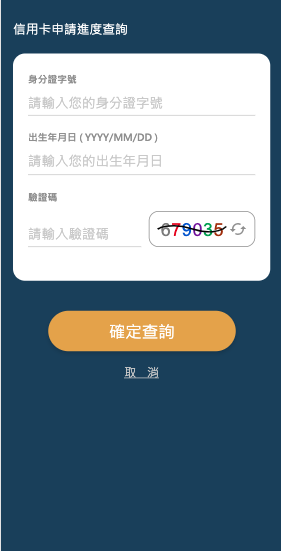 信用卡申請進度查詢
身分證字號
請輸入您的身分證字號
出生年月日 ( YYYY/MM/DD )
請輸入您的出生年月日
驗證碼
請輸入驗證碼
679035
確定查詢
取 消